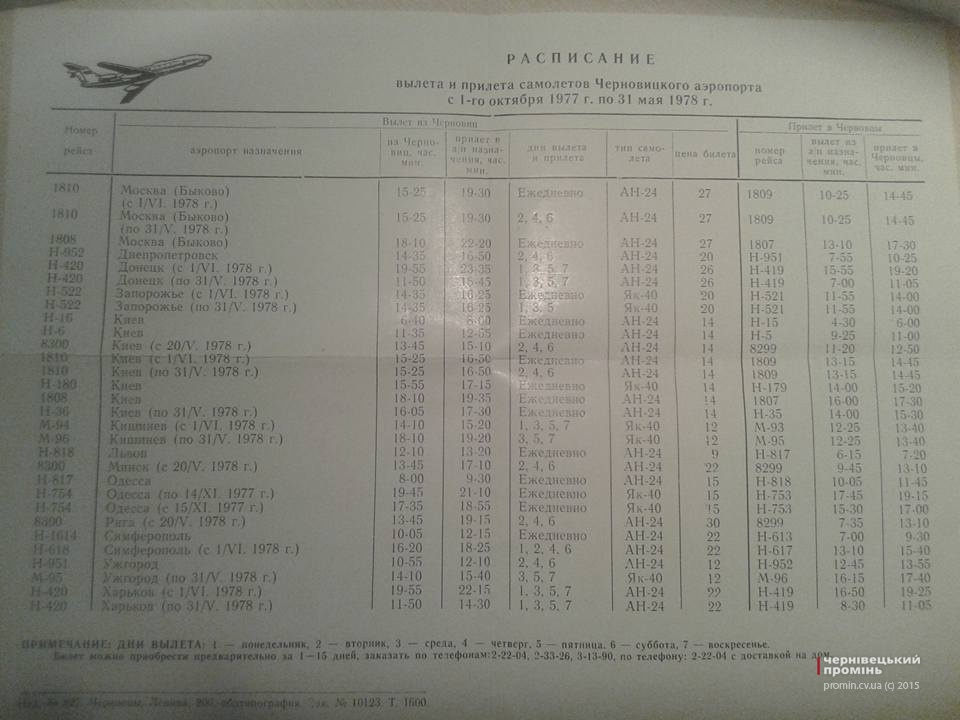 РАСПИСАНИЕ
вылета и прилета самолетов Черновицкого аэропорта
с 1-го октября 1977 г. по 31 мая 1978 г.
Номер рейса Вылет из Черновиц Прилет в Черновцы
аэропорт назначения из Черновиц, час. мин. прилет в а/п назначения, час. мин. дни вылета и прилета тип самолета цена билета номер рейса вылет из а/п назначения, час. мин. прилет в Черновцы, час. мин.
1810 Москва (Быково) (с 1/VI. 1978 г.) 15-25 19-30 Ежедневно АН-24 27 1809 10-25 14-45
1810 Москва (Быково) (по 31/V. 1978 г.) 15-25 19-30 2, 4, 6 АН-24 27 1809 10-25 14-45
1808 Москва (Быково) 18-10 22-20 Ежедневно АН-24 27 1807 13-10 17-30
Н-952 Днепропетровск 14-35 16-50 2, 4, 6 АН-24 20 Н-951 7-55 10-25
Н-420 Донецк (с 1/VI. 1978 г.) 19-55 23-35 1, 3, 5, 7 АН-24 26 Н-419 15-55 19-20
Н-420 Донецк (по 31/V. 1978 г.) 11-50 15-45 1, 3, 5, 7 АН-24 26 Н-419 7-00 11-05
Н-522 Запорожье (с 1/VI. 1978 г.) 14-35 16-25 Ежедневно Як-40 20 Н-521 11-55 14-00
Н-522 Запорожье (по 31/V. 1978 г.) 14-35 16-25 1, 3, 5 Як-40 20 Н-521 11-55 14-00
Н-16 Киев 6-40 8-00 Ежедневно АН-24 14 Н-15 4-30 6-00
Н-6 Киев 11-35 12-55 Ежедневно АН-24 14 Н-5 9-25 11-00
8300 Киев (с 20/V. 1978 г.) 13-45 15-10 2, 4, 6 АН-24 14 8299 11-20 12-50
1810 Киев (с 1/VI. 1978 г.) 15-25 16-50 Ежедневно АН-24 14 1809 13-15 14-45
1810 Киев (по 31/V. 1978 г.) 15-25 16-50 2, 4, 6 АН-24 14 1809 13-15 14-45
Н-180 Киев 15-55 17-15 Ежедневно Як-40 14 Н-179 14-00 15-20
1808 Киев 18-10 19-35 Ежедневно АН-24 14 1807 16-00 17-30
Н-36 Киев (по 31/V. 1978 г.) 16-05 17-30 Ежедневно АН-24 14 Н-35 14-00 15-30
М-94 Кишинев (с 1/VI. 1978 г.) 14-10 15-20 1, 3, 5, 7 Як-40 12 М-93 12-25 13-40
М-96 Кишинев (по 31/V. 1978 г.) 18-10 19-20 3, 5, 7 Як-40 12 М-95 12-25 13-40
Н-818 Львов 12-10 13-20 Ежедневно АН-24 9 Н-817 6-15 7-20
8300 Минск (с 20/V. 1978 г.) 13-45 17-10 2, 4, 6 АН-24 22 8299 9-45 13-10
Н-817 Одесса 8-00 9-30 Ежедневно АН-24 15 Н-818 10-05 11-45
Н-754 Одесса (по 14/XI. 1977 г.) 19-45 21-10 Ежедневно Як-40 15 Н-753 17-45 19-15
Н-754 Одесса (с 15/XI. 1977 г.) 17-35 18-55 Ежедневно Як-40 15 Н-753 15-30 17-00
8300 Рига (с 20/V. 1978 г.) 13-45 19-15 2, 4, 6 АН-24 30 8299 7-35 13-10
Н-1614 Симферополь 10-05 12-15 Ежедневно АН-24 22 Н-613 7-00 9-30
Н-618 Симферополь (с 1/VI. 1978 г.) 16-20 18-25 1, 2, 4, 6 АН-24 22 Н-617 13-10 15-40
Н-951 Ужгород 10-55 12-10 2, 4, 6 АН-24 12 Н-952 12-45 13-55
М-95 Ужгород (по 31/V. 1978 г.) 14-10 15-40 3, 5, 7 Як-40 12 М-96 16-15 17-40
Н-420 Харьков (с 1/VI. 1978 г.) 19-55 22-15 1, 3, 5, 7 АН-24 22 Н-419 16-50 19-25
Н-420 Харьков (по 31/V. 1978 г.) 11-50 14-30 1, 3, 5, 7 АН-24 22 Н-419 8-30 11-05
ПРИМЕЧАНИЕ: ДНИ ВЫЛЕТА: 1 — понедельник, 2 — вторник, 3 — среда, 4 — четверг, 5 — пятница, 6 — суббота, 7 — воскресенье.
Билет можно приобрести предварительно за 1—15 дней, заказать по телефонам: 2-22-04, 2-33-26, 3-13-90, по телефону: 2-22-04 с доставкой на дом.
Черновцы, Ленина, облтипография. Зак. № 10123. Т. 1600.
чернівецький
промінь
promin.cv.ua (c) 2015